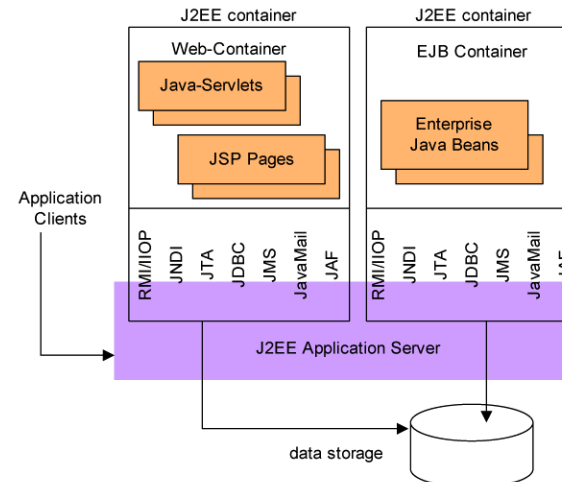 J2EE container
J2EE container
Web-Container
EJB Container
Java-Servlets
JSP Pages
Enterprise
Java Beans
Application
Clients
RMI/IIOP
JNDI
JTA
JDBC
JMS
JavaMail
JAF
RMI/IIOP
JNDI
JTA
JDBC
JMS
JavaMail
JAF
J2EE Application Server
data storage